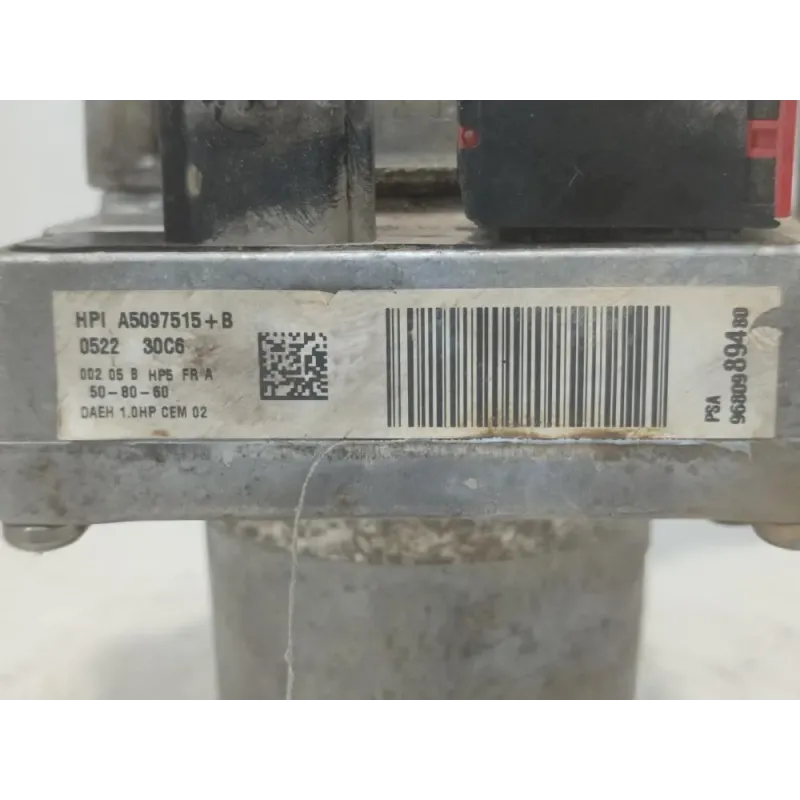 HPI A5097515+B
0522 30C6
002 05 B HP5 FR A
50-80-60
DAEH 1.0HP CEM 02
PSA
9680989480